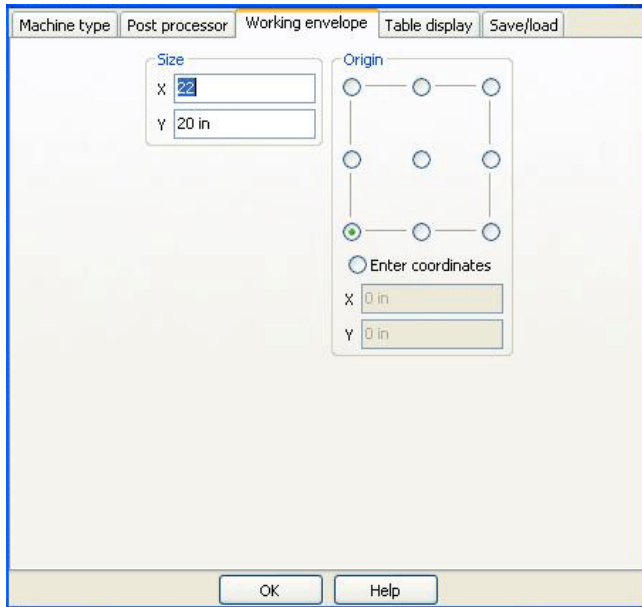 Machine type Post processor Working envelope Table display Save/load
Size
X 22
Y 20 in
Origin
Enter coordinates
X 0 in
Y 0 in
OK Help